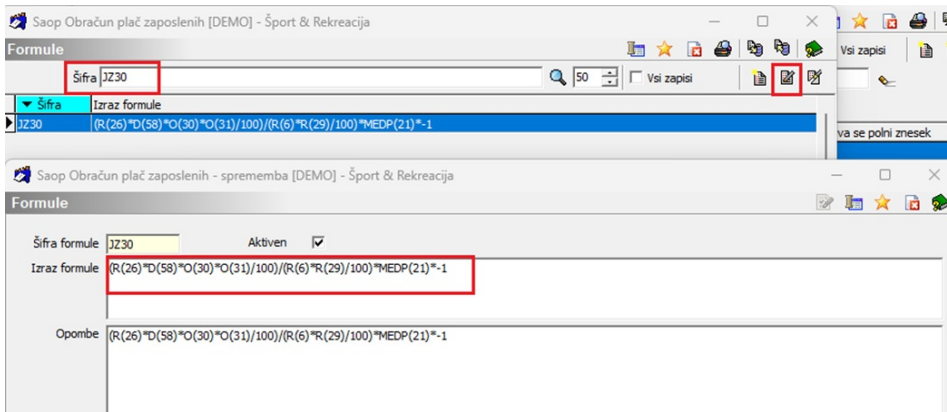 Saop Obračun plač zaposlenih [DEMO] - Šport & Rekreacija
Formule
Vsi zapisi
Šifra JZ30 50 Vsi zapisi
Šifra Izraz formule
JZ30 (R(26)*D(58)*O(30)*O(31)/100)/(R(6)*R(29)/100)*MEDP(21)*-1
va se polni znesek
Saop Obračun plač zaposlenih - sprememba [DEMO] - Šport & Rekreacija
Formule
Šifra formule JZ30 Aktiven
Izraz formule (R(26)*D(58)*O(30)*O(31)/100)/(R(6)*R(29)/100)*MEDP(21)*-1
Opombe (R(26)*D(58)*O(30)*O(31)/100)/(R(6)*R(29)/100)*MEDP(21)*-1